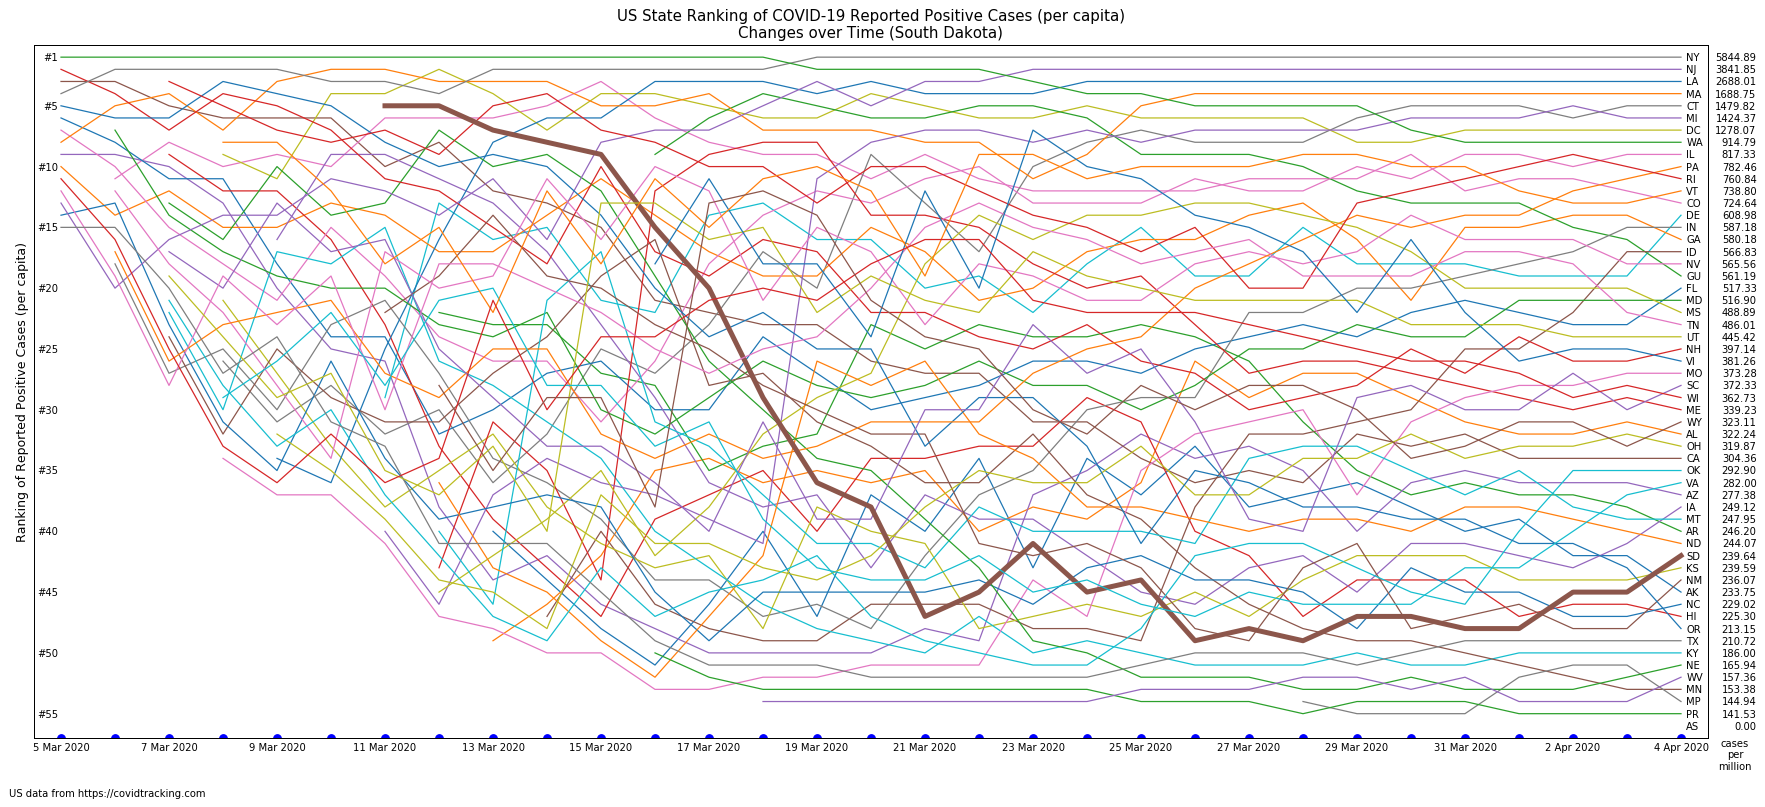 US State Ranking of COVID-19 Reported Positive Cases (per capita)
Changes over Time (South Dakota)
Ranking of Reported Positive Cases (per capita)
#1
#5
#10
#15
#20
#25
#30
#35
#40
#45
#50
#55
NY 5844.89
NJ 3841.85
LA 2688.01
MA 1688.75
CT 1479.82
MI 1424.37
DC 1278.07
WA 914.79
IL 817.33
PA 782.46
RI 760.84
VT 738.80
CO 724.64
DE 608.98
IN 587.18
GA 580.18
ID 566.83
NV 565.56
GU 561.19
FL 517.33
MD 516.90
MS 488.89
TN 486.01
UT 445.42
NH 397.14
VI 381.26
MO 373.28
SC 372.33
WI 362.73
ME 339.23
WY 323.11
AL 322.24
OH 319.87
CA 304.36
OK 292.90
VA 282.00
AZ 277.38
IA 249.12
MT 247.95
AR 246.20
ND 244.07
SD 239.64
KS 239.59
NM 236.07
AK 233.75
NC 229.02
HI 225.30
OR 213.15
TX 210.72
KY 186.00
NE 165.94
WV 157.36
MN 153.38
MP 144.94
PR 141.53
AS 0.00
5 Mar 2020
7 Mar 2020
9 Mar 2020
11 Mar 2020
13 Mar 2020
15 Mar 2020
17 Mar 2020
19 Mar 2020
21 Mar 2020
23 Mar 2020
25 Mar 2020
27 Mar 2020
29 Mar 2020
31 Mar 2020
2 Apr 2020
4 Apr 2020
cases
per
million
US data from https://covidtracking.com